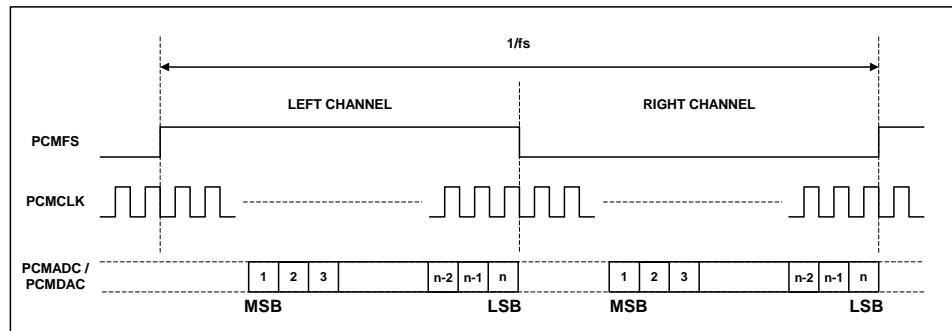 1/fs
LEFT CHANNEL RIGHT CHANNEL
PCMFS
PCMCLK
PCMADC /
PCMDAC
1 2 3 n-2 n-1 n 1 2 3 n-2 n-1 n
MSB LSB MSB LSB